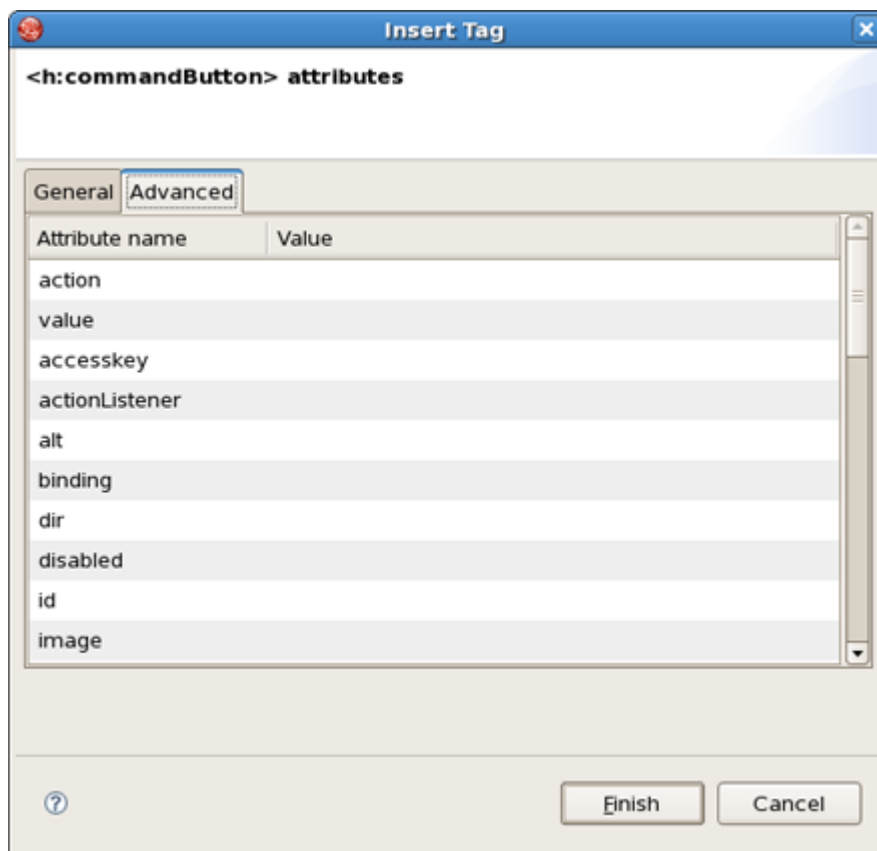 Insert Tag
<h:commandButton> attributes
General Advanced
Attribute name Value
action
value
accesskey
actionListener
alt
binding
dir
disabled
id
image
Finish Cancel